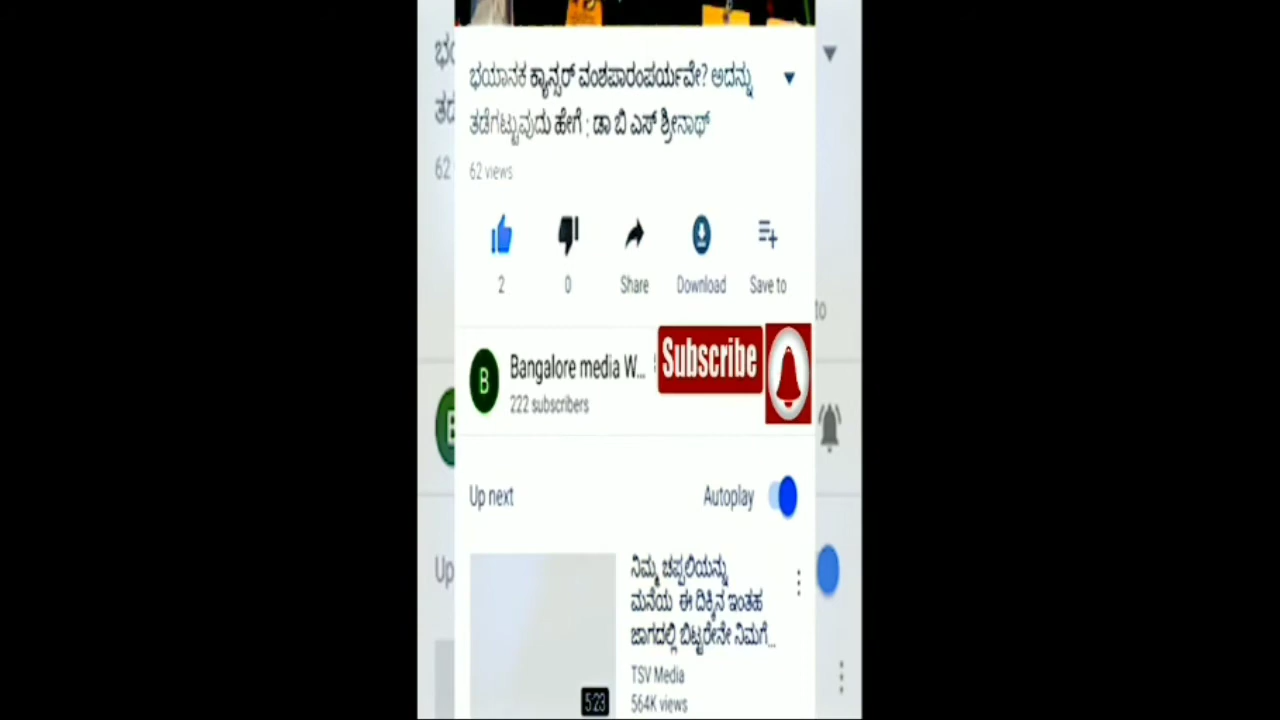 ಭಯಾನಕ ಕ್ಯಾನ್ಸರ್ ವಂಶಪಾರಂಪರ್ಯವೇ? ಅದನ್ನು
ತಡೆಗಟ್ಟುವುದು ಹೇಗೆ ; ಡಾ ಬಿ ಎಸ್ ಶ್ರೀನಾಥ್
62 views
2
0
Share
Download
Save to
B
Bangalore media W...
Subscribe
222 subscribers
Up next
Autoplay
ನಿಮ್ಮ ಚಪ್ಪಲಿಯನ್ನು
ಮನೆಯ ಈ ದಿಕ್ಕಿನ ಇಂತಹ
ಜಾಗದಲ್ಲಿ ಬಿಟ್ಟರೇನೇ ನಿಮಗೆ...
TSV Media
564K views
5:23